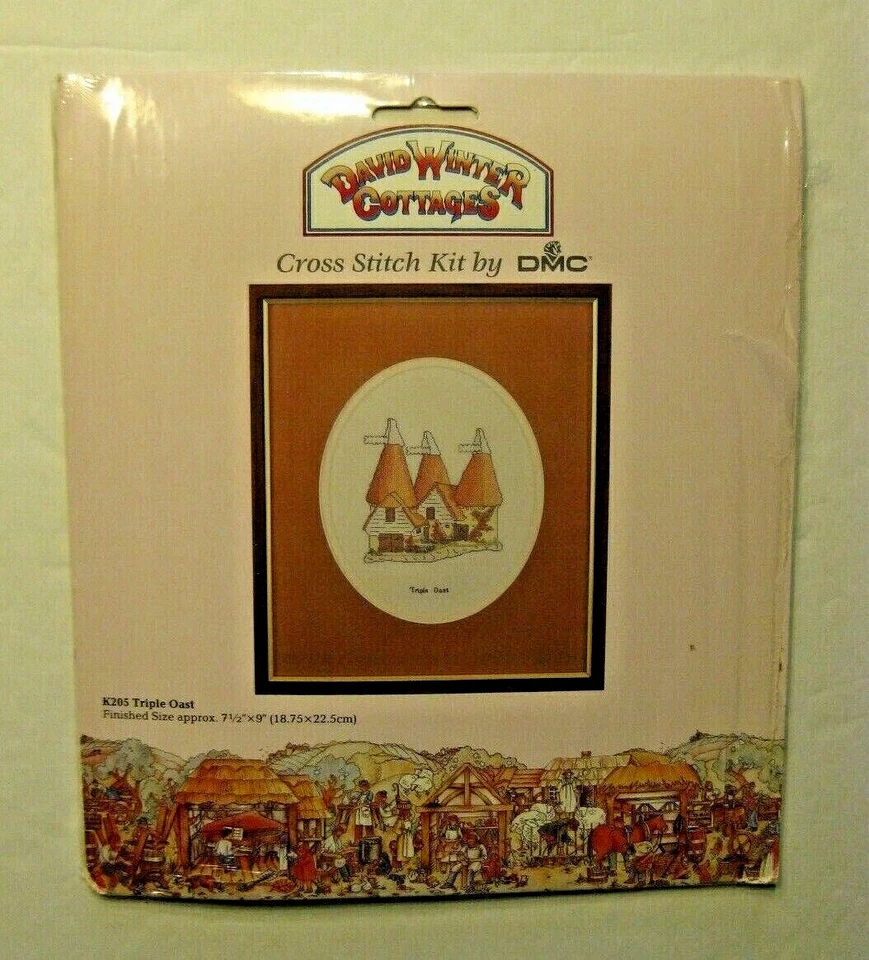 DAVID WINTER
COTTAGES
Cross Stitch Kit by DMC
Triple Oast
K205 Triple Oast
Finished Size approx. 7½"×9" (18.75×22.5cm)